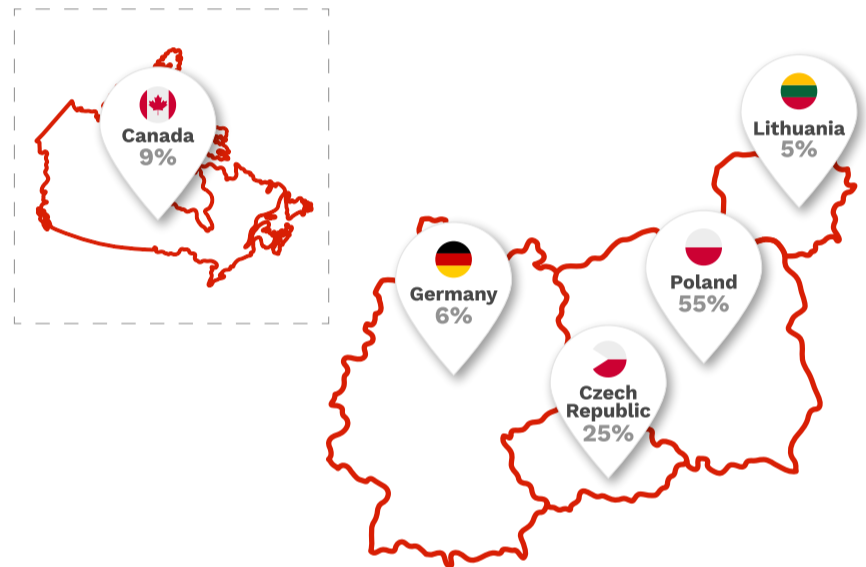 Canada
9%
Lithuania
5%
Germany
6%
Poland
55%
Czech
Republic
25%